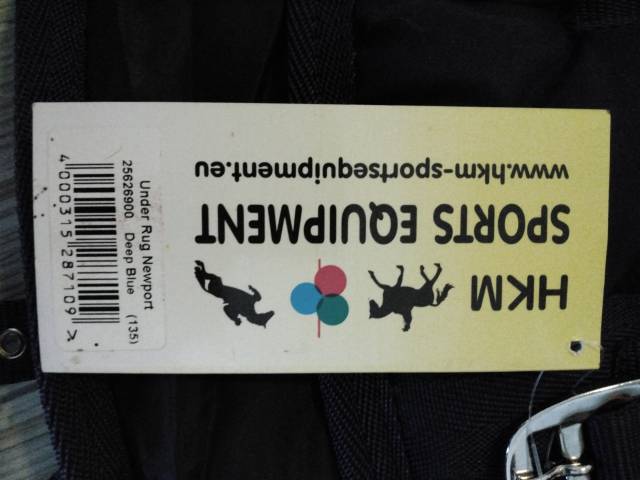 HKM
SPORTS EQUIPMENT
www.hkm-sportsequipment.eu
Under Rug Newport
25626900 Deep Blue (135)
4 000315 287109 >